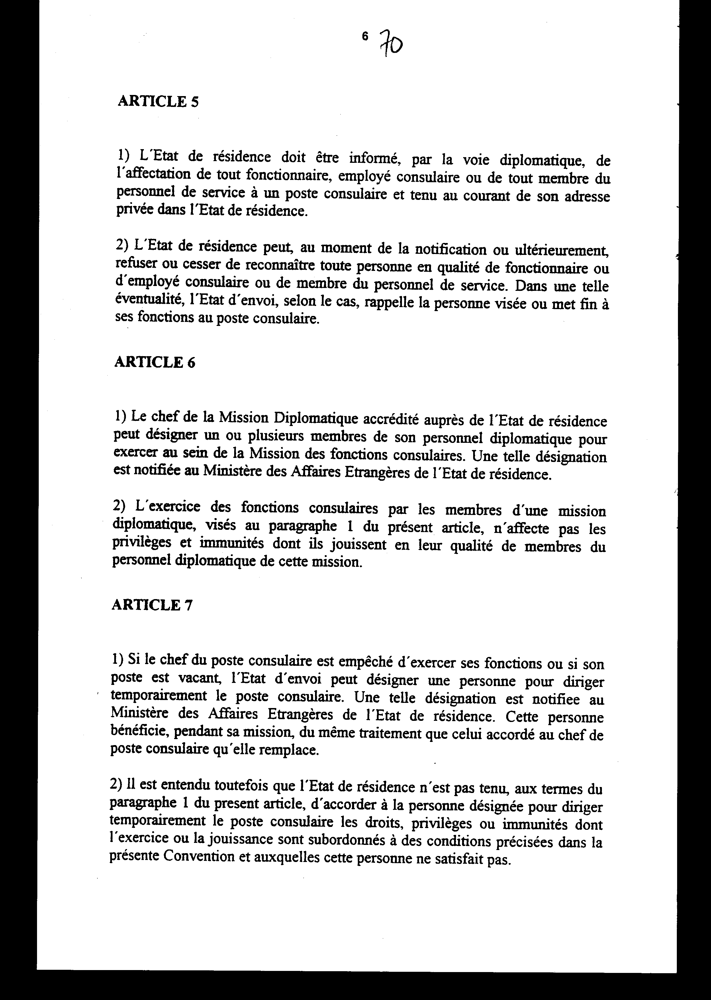 6 70
ARTICLE 5
1) L´Etat de résidence doit être informé, par la voie diplomatique, de
l´affectation de tout fonctionnaire, employé consulaire ou de tout membre du
personnel de service à un poste consulaire et tenu au courant de son adresse
privée dans l´Etat de résidence.
2) L´Etat de résidence peut, au moment de la notification ou ultérieurement,
refuser ou cesser de reconnaître toute personne en qualité de fonctionnaire ou
d´employé consulaire ou de membre du personnel de service. Dans une telle
éventualité, l´Etat d´envoi, selon le cas, rappelle la personne visée ou met fin à
ses fonctions au poste consulaire.
ARTICLE 6
1) Le chef de la Mission Diplomatique accrédité auprès de l´Etat de résidence
peut désigner un ou plusieurs membres de son personnel diplomatique pour
exercer au sein de la Mission des fonctions consulaires. Une telle désignation
est notifiée au Ministère des Affaires Etrangères de l´Etat de résidence.
2) L´exercice des fonctions consulaires par les membres d´une mission
diplomatique, visés au paragraphe 1 du présent article, n´affecte pas les
privilèges et immunités dont ils jouissent en leur qualité de membres du
personnel diplomatique de cette mission.
ARTICLE 7
1) Si le chef du poste consulaire est empêché d´exercer ses fonctions ou si son
poste est vacant, l´Etat d´envoi peut désigner une personne pour diriger
temporairement le poste consulaire. Une telle désignation est notifiee au
Ministère des Affaires Etrangères de l´Etat de résidence. Cette personne
bénéficie, pendant sa mission, du même traitement que celui accordé au chef de
poste consulaire qu´elle remplace.
2) Il est entendu toutefois que l´Etat de résidence n´est pas tenu, aux termes du
paragraphe 1 du present article, d´accorder à la personne désignée pour diriger
temporairement le poste consulaire les droits, privilèges ou immunités dont
l´exercice ou la jouissance sont subordonnés à des conditions précisées dans la
présente Convention et auxquelles cette personne ne satisfait pas.